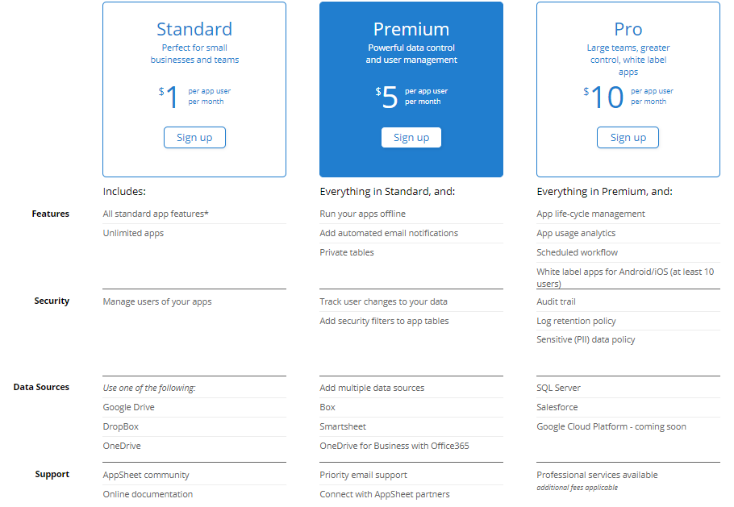 Standard
Perfect for small
businesses and teams
$1 per app user
per month
Sign up
Premium
Powerful data control
and user management
$5 per app user
per month
Sign up
Pro
Large teams, greater
control, white label
apps
$10 per app user
per month
Sign up
Includes:
Everything in Standard, and:
Everything in Premium, and:
Features
All standard app features*
Unlimited apps
Run your apps offline
Add automated email notifications
Private tables
App life-cycle management
App usage analytics
Scheduled workflow
White label apps for Android/iOS (at least 10
users)
Security
Manage users of your apps
Track user changes to your data
Add security filters to app tables
Audit trail
Log retention policy
Sensitive (PII) data policy
Data Sources
Use one of the following:
Google Drive
DropBox
OneDrive
Add multiple data sources
Box
Smartsheet
OneDrive for Business with Office365
SQL Server
Salesforce
Google Cloud Platform - coming soon
Support
AppSheet community
Online documentation
Priority email support
Connect with AppSheet partners
Professional services available
additional fees applicable